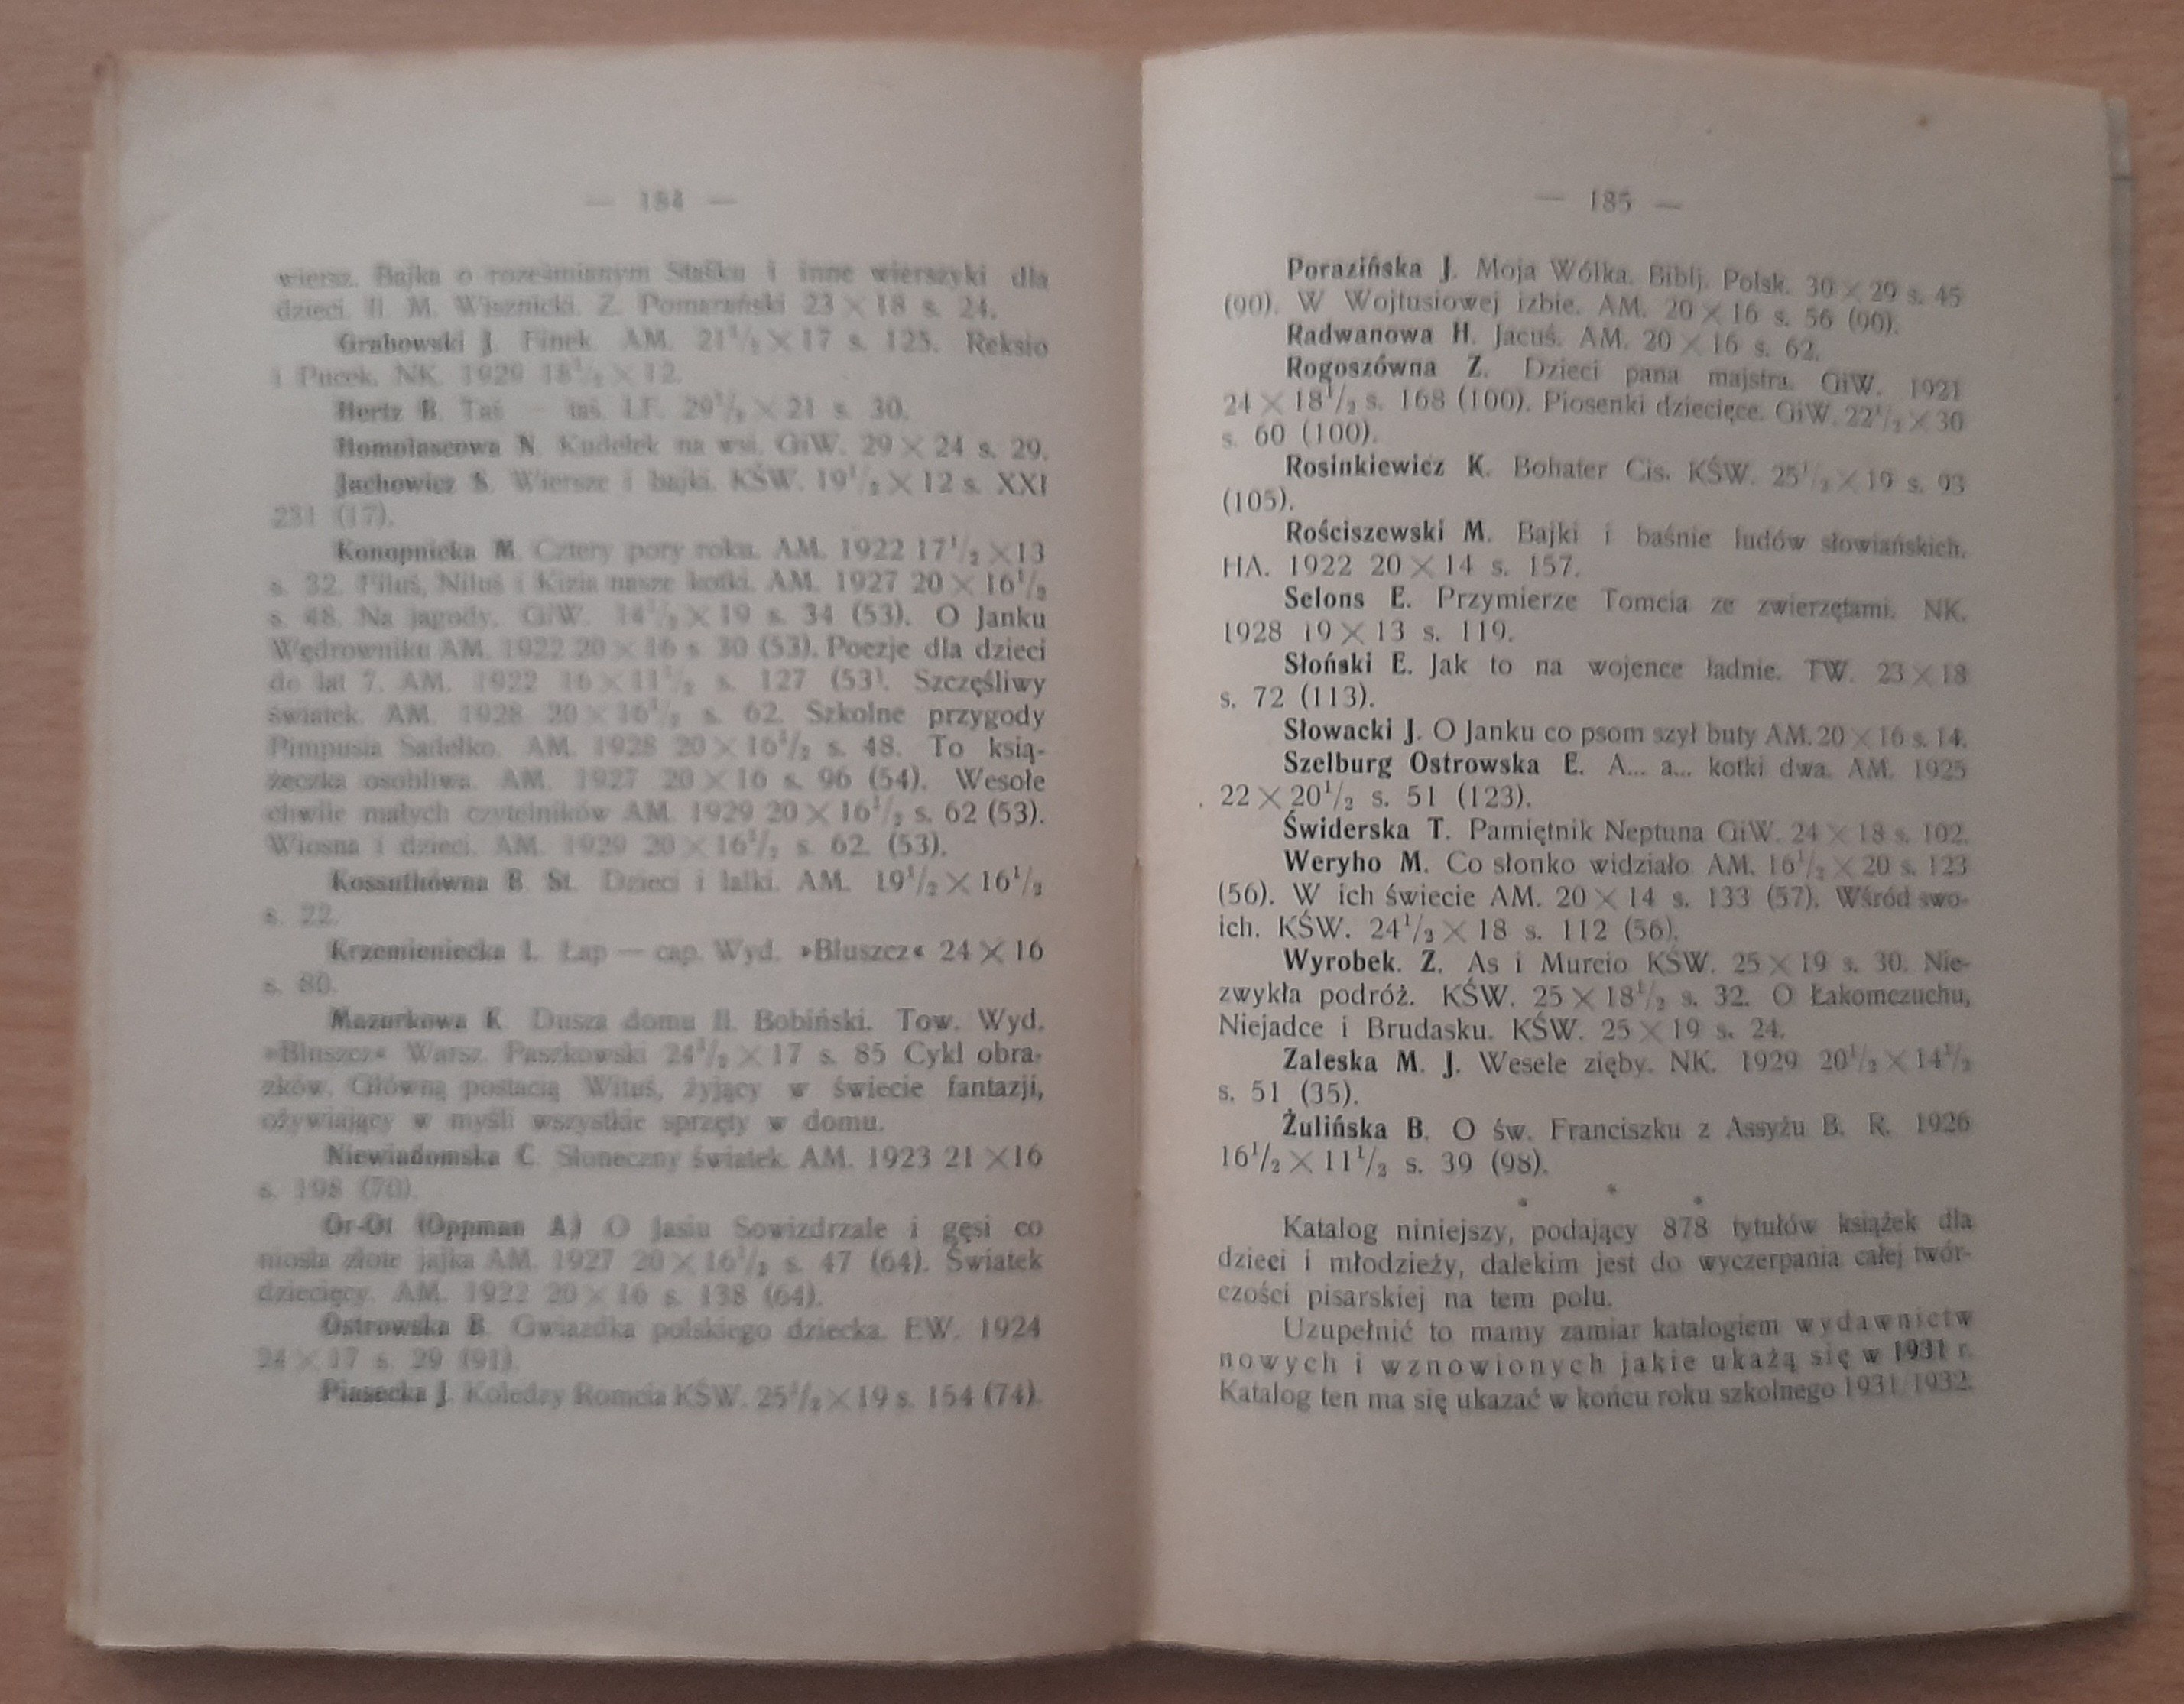 — 184 —
wiersz. Bajka o roześmianym Staśku i inne wierszyki dla
dzieci. Il. M. Wisznicki. Z. Pomarański 23 × 18 s. 24.
Grabowski J. Finek. AM. 21¹/₂ × 17 s. 125. Reksio
i Pucek. NK. 1929 18¹/₂ × 12.
Hertz B. Taś — taś. 29¹/₂ × 21 s. 30.
Homolascowa N. Kudełek na wsi. GiW. 29 × 24 s. 29.
Jachowicz S. Wiersze i bajki. KŚW. 19¹/₂ × 12 s. XXI
231 (17).
Konopnicka M. Cztery pory roku. AM. 1922 17¹/₂ × 13
s. 32. Filuś, Niluś i Kizia nasze kotki. AM. 1927 20 × 16¹/₂
s. 48. Na jagody. GiW. 14¹/₂ × 19 s. 34 (53). O Janku
Wędrowniku AM. 1922 20 × 16 s 30 (53). Poezje dla dzieci
do lat 7. AM. 1922 16 × 11¹/₂ s. 127 (53). Szczęśliwy
światek. AM. 1928 20 × 16¹/₂ s. 62. Szkolne przygody
Pimpusia Sadełko. AM. 1928 20 × 16¹/₂ s. 48. To ksią-
żeczka osobliwa. AM. 1927 20 × 16 s. 96 (54). Wesołe
chwile małych czytelników AM. 1929 20 × 16¹/₂ s. 62 (53).
Wiosna i dzieci. AM. 1929 20 × 16¹/₂ s. 62. (53).
Kossuthówna B. St. Dzieci i lalki. AM. 19¹/₂ × 16¹/₂
s. 22.
Krzemieniecka L. Łap — cap. Wyd. »Bluszcz« 24 × 16
s. 80.
Mazurkowa K. Dusza domu Il. Bobiński. Tow. Wyd.
»Bluszcz« Warsz. Paszkowski 24¹/₂ × 17 s. 85 Cykl obra-
zków. Główną postacią Wituś, żyjący w świecie fantazji,
ożywiający w myśli wszystkie sprzęty w domu.
Niewiadomska C. Słoneczny światek. AM. 1923 21 × 16
s. 198 (70).
Or-Ot (Oppman A.) O Jasiu Sowizdrzale i gęsi co
niosła złote jajka AM. 1927 20 × 16¹/₂ s. 47 (64). Światek
dziecięcy. AM. 1922 20 × 16 s. 138 (64).
Ostrowska B. Gwiazdka polskiego dziecka. EW. 1924
24 × 17 s. 29 (91).
Piasecka J. Koledzy Romcia KŚW. 25¹/₂ × 19 s. 154 (74).
— 185 —
Porazińska J. Moja Wólka. Biblj. Polsk. 30 × 29 s. 45
(90). W Wojtusiowej izbie. AM. 20 × 16 s. 56 (90).
Radwanowa H. Jacuś. AM. 20 × 16 s. 62.
Rogoszówna Z. Dzieci pana majstra. GiW. 1921
24 × 18¹/₂ s. 168 (100). Piosenki dziecięce. GiW. 22¹/₂ × 30
s. 60 (100).
Rosinkiewicz K. Bohater Cis. KŚW. 25¹/₂ × 19 s. 93
(105).
Rościszewski M. Bajki i baśnie ludów słowiańskich.
HA. 1922 20 × 14 s. 157.
Selons E. Przymierze Tomcia ze zwierzętami. NK.
1928 19 × 13 s. 119.
Słoński E. Jak to na wojence ładnie. TW. 23 × 18
s. 72 (113).
Słowacki J. O Janku co psom szył buty AM. 20 × 16 s. 14.
Szelburg Ostrowska E. A... a... kotki dwa. AM. 1925
22 × 20¹/₂ s. 51 (123).
Świderska T. Pamiętnik Neptuna GiW. 24 × 18 s. 102.
Weryho M. Co słonko widziało AM. 16¹/₂ × 20 s. 123
(56). W ich świecie AM. 20 × 14 s. 133 (57). Wśród swo-
ich. KŚW. 24¹/₂ × 18 s. 112 (56).
Wyrobek. Z. As i Murcio KŚW. 25 × 19 s. 30. Nie-
zwykła podróż. KŚW. 25 × 18¹/₂ s. 32. O Łakomczuchu,
Niejadce i Brudasku. KŚW. 25 × 19 s. 24.
Zaleska M. J. Wesele zięby. NK. 1929 20¹/₂ × 14¹/₂
s. 51 (35).
Żulińska B. O św. Franciszku z Assyżu B. R. 1926
16¹/₂ × 11¹/₂ s. 39 (98).
* * *
Katalog niniejszy, podający 878 tytułów książek dla
dzieci i młodzieży, dalekim jest do wyczerpania całej twór-
czości pisarskiej na tem polu.
Uzupełnić to mamy zamiar katalogiem wydawnictw
nowych i wznowionych jakie ukażą się w 1931 r.
Katalog ten ma się ukazać w końcu roku szkolnego 1931/1932.